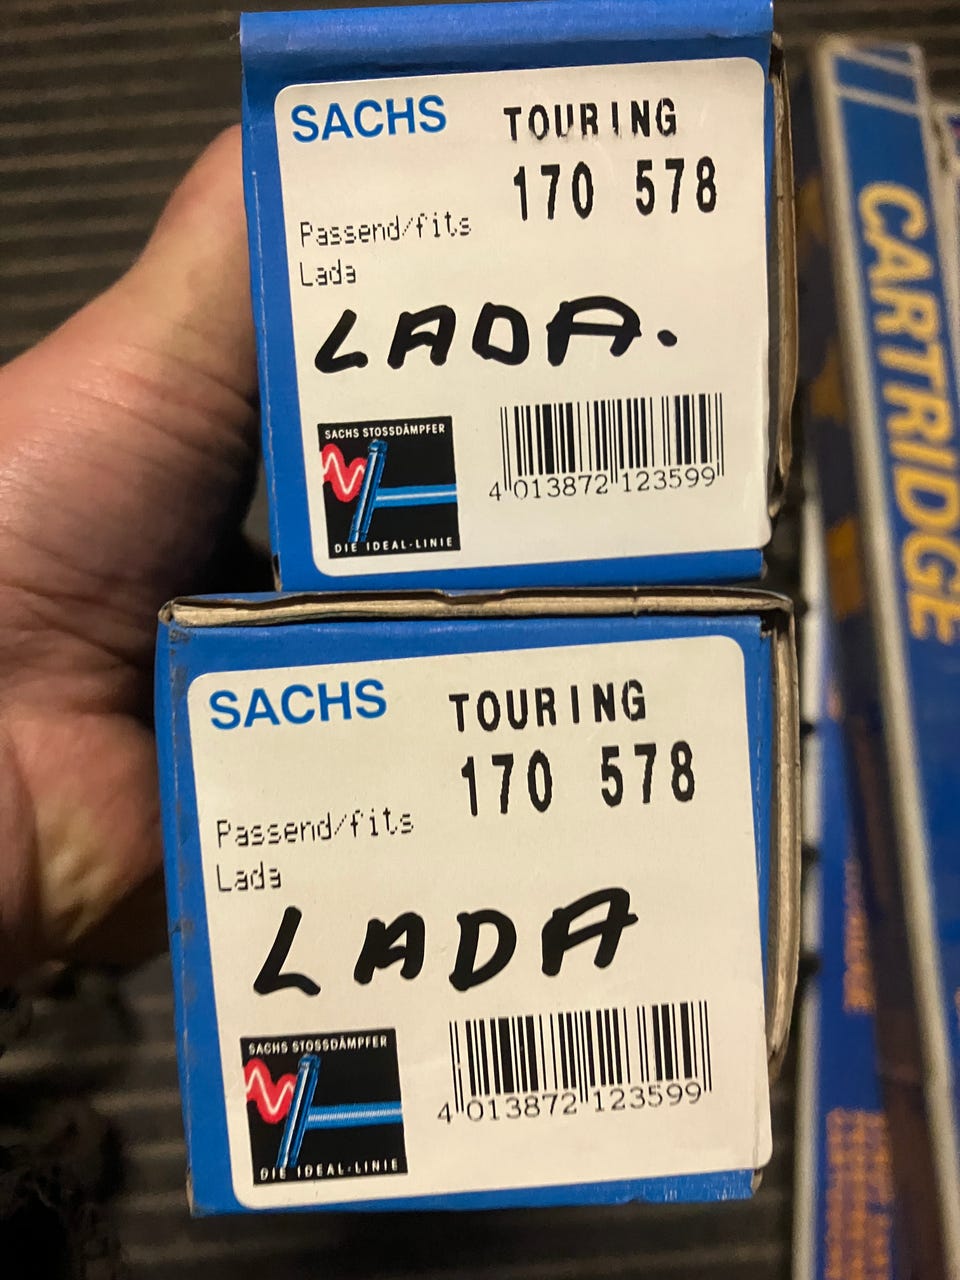 SACHS TOURING
170 578
Passend/fits
Lada
LADA.
SACHS STOSSDÄMPFER
DIE IDEAL-LINIE
4 013872 123599
SACHS TOURING
170 578
Passend/fits
Lada
LADA
SACHS STOSSDÄMPFER
DIE IDEAL-LINIE
4 013872 123599
CARTRIDGE